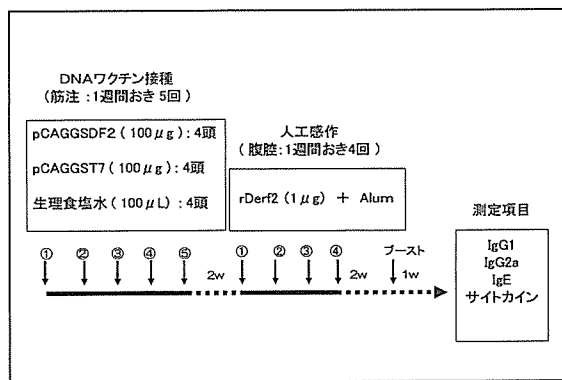 DNAワクチン接種
(筋注：1週間おき 5回)
pCAGGSDF2 ( 100μg )：4頭
pCAGGST7 ( 100μg )：4頭
生理食塩水 ( 100μL )：4頭
人工感作
( 腹腔：1週間おき4回)
rDerf2 (1μg) ＋ Alum
測定項目
IgG1
IgG2a
IgE
サイトカイン
① ② ③ ④ ⑤ 2w ① ② ③ ④ 2w ブースト 1w